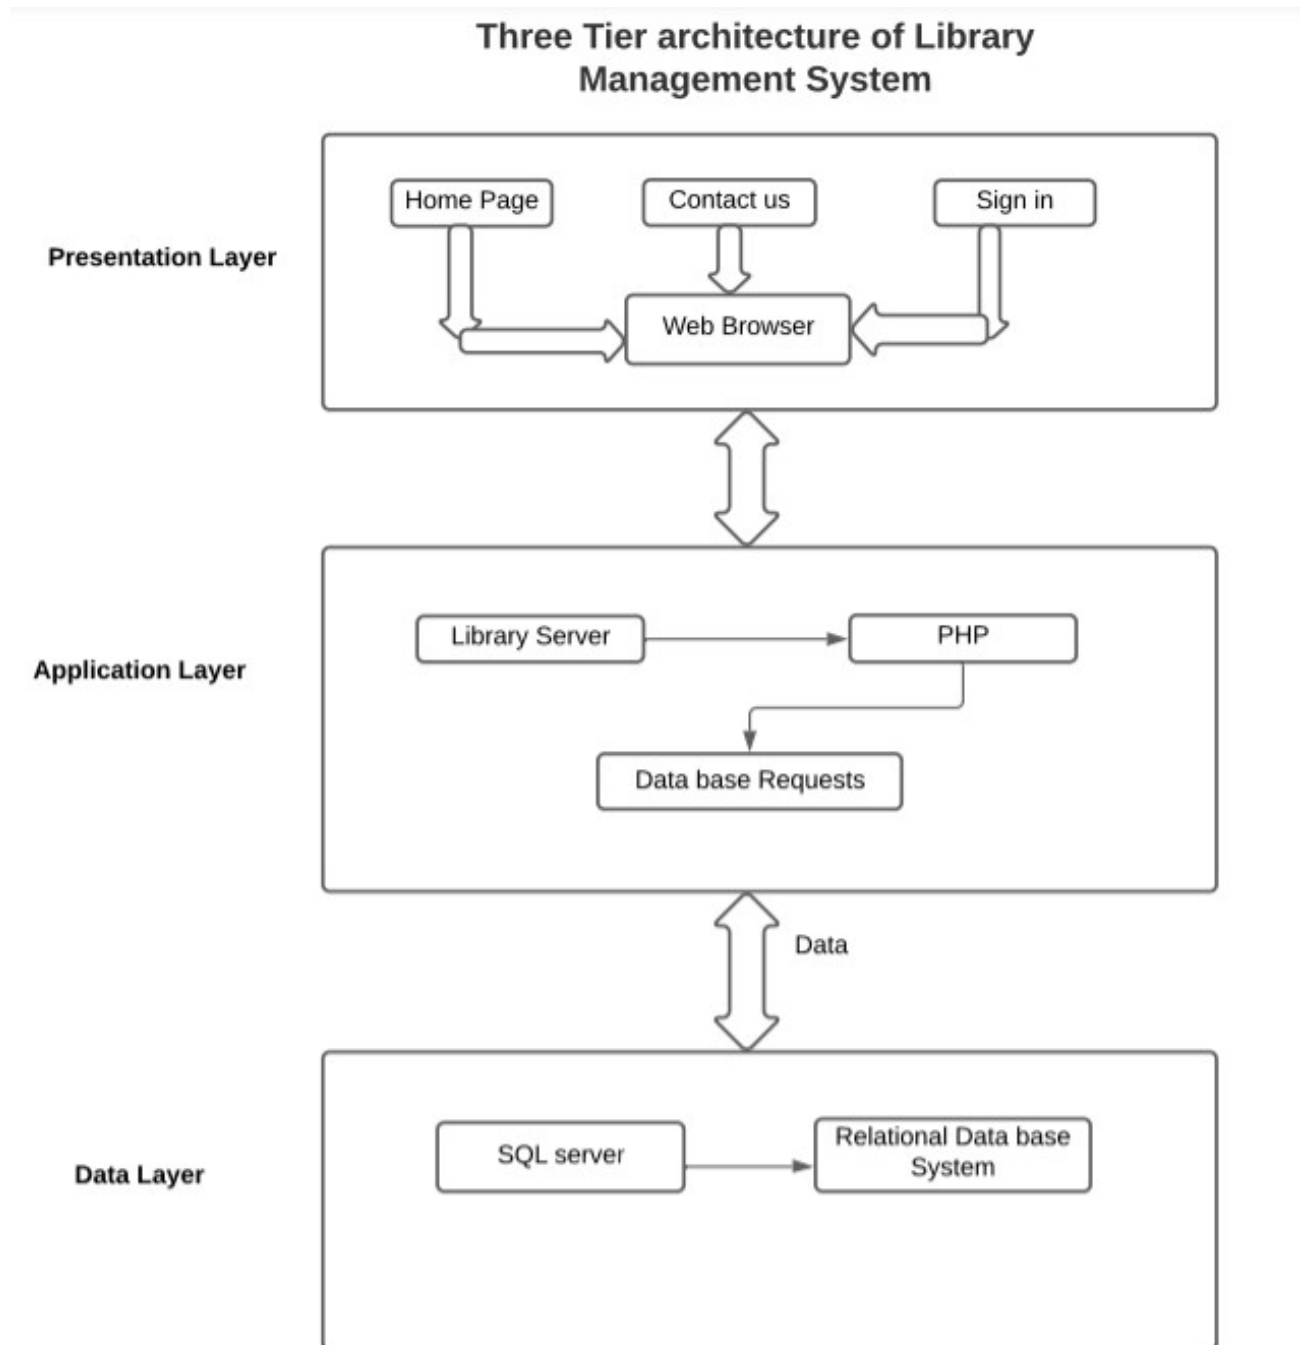 Three Tier architecture of Library
Management System
Home Page
Contact us
Sign in
Presentation Layer
Web Browser
Library Server
PHP
Application Layer
Data base Requests
Data
SQL server
Relational Data base
System
Data Layer